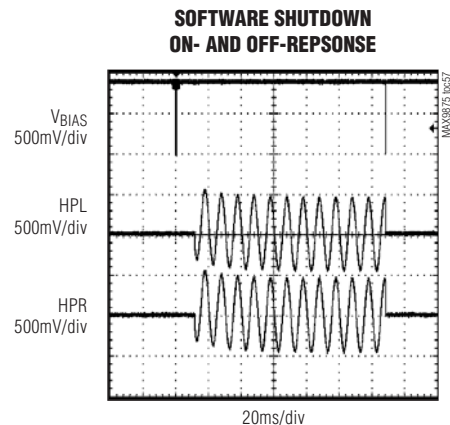 SOFTWARE SHUTDOWN
ON- AND OFF-REPSONSE
MAX9875 toc57
VBIAS
500mV/div
HPL
500mV/div
HPR
500mV/div
20ms/div